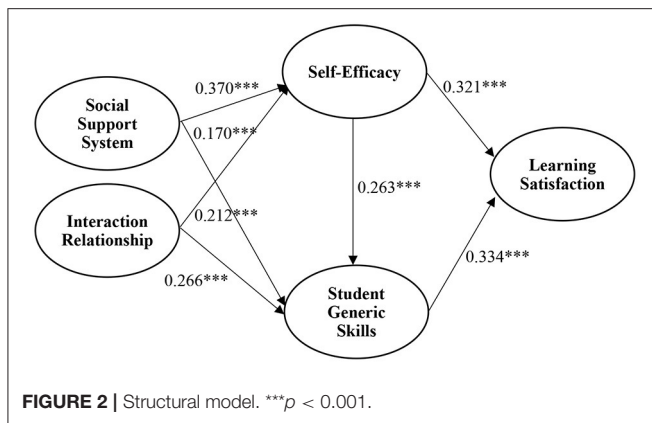 Self-Efficacy
0.370***
0.321***
Social
Support
System
0.170***
Learning
Satisfaction
0.263***
Interaction
Relationship
0.212***
0.266***
0.334***
Student
Generic
Skills
FIGURE 2 | Structural model. ***p < 0.001.